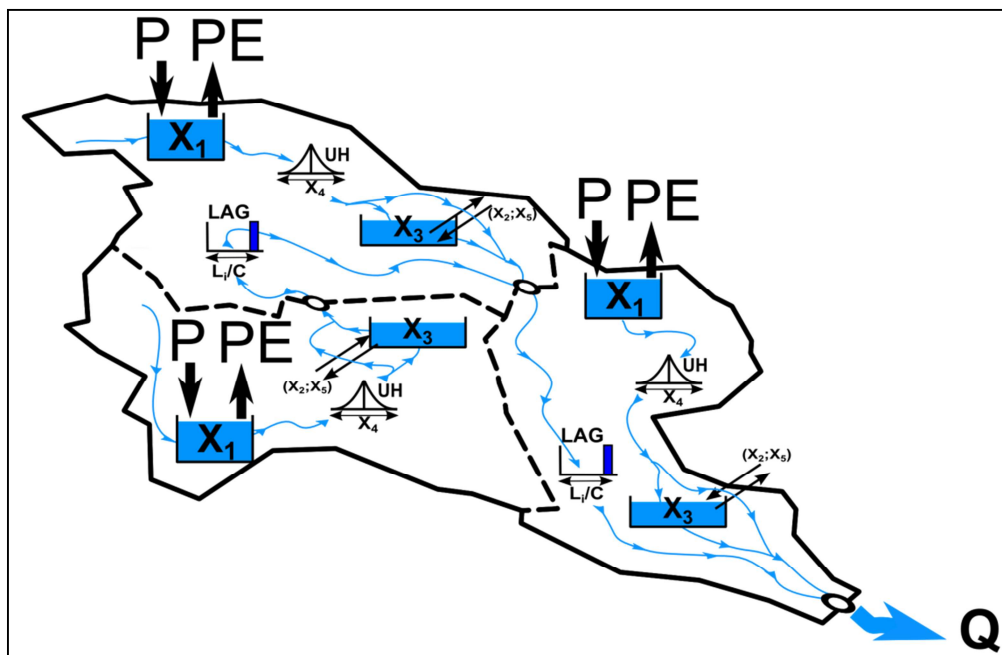 P PE
X1
UH
X4
LAG
Li/C
X3
(X2;X5)
P PE
X1
UH
X4
P PE
X1
X3
(X2;X5)
UH
X4
LAG
Li/C
X3
(X2;X5)
Q